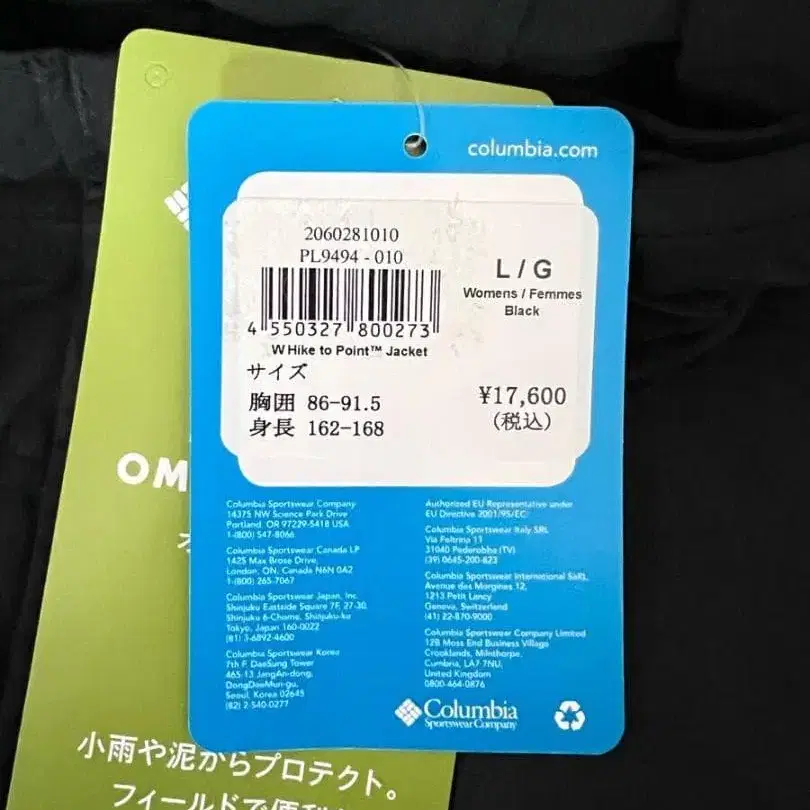 columbia.com
2060281010
PL9494 - 010
4 550327 800273
W Hike to Point™ Jacket
サイズ
胸囲 86-91.5
身長 162-168
L / G
Womens / Femmes
Black
¥17,600
(税込)
Columbia Sportswear Company
14375 NW Science Park Drive
Portland, OR 97229-5418 USA
1-(800) 547-8066
Columbia Sportswear Canada LP
1425 Max Brose Drive,
London, ON, Canada N6N 0A2
1-(800) 265-7067
Columbia Sportswear Japan, Inc.
Shinjuku Eastside Square 7F, 27-30,
Shinjuku 6-Chome, Shinjuku-ku
Tokyo, Japan 160-0022
(81) 3-6892-4600
Columbia Sportswear Korea
7th F. DaeSung Tower
465-13 JangAn-dong,
DongDaeMun-gu,
Seoul, Korea 02645
(82) 2-540-0277
Authorized EU Representative under
EU Directive 2001/95/EC:
Columbia Sportswear Italy SRL
Via Feltrina 11
31040 Pederobba (TV)
(39) 0645-200-823
Columbia Sportswear International SàRL
Avenue des Morgines 12,
1213 Petit Lancy
Geneva, Switzerland
(41) 22-870-9000
Columbia Sportswear Company Limited
12B Moss End Business Village
Crooklands, Milnthorpe,
Cumbria, LA7 7NU,
United Kingdom
0800-464-0876
Columbia
Sportswear Company
OM
小雨や泥からプロテクト。
フィールドで便利